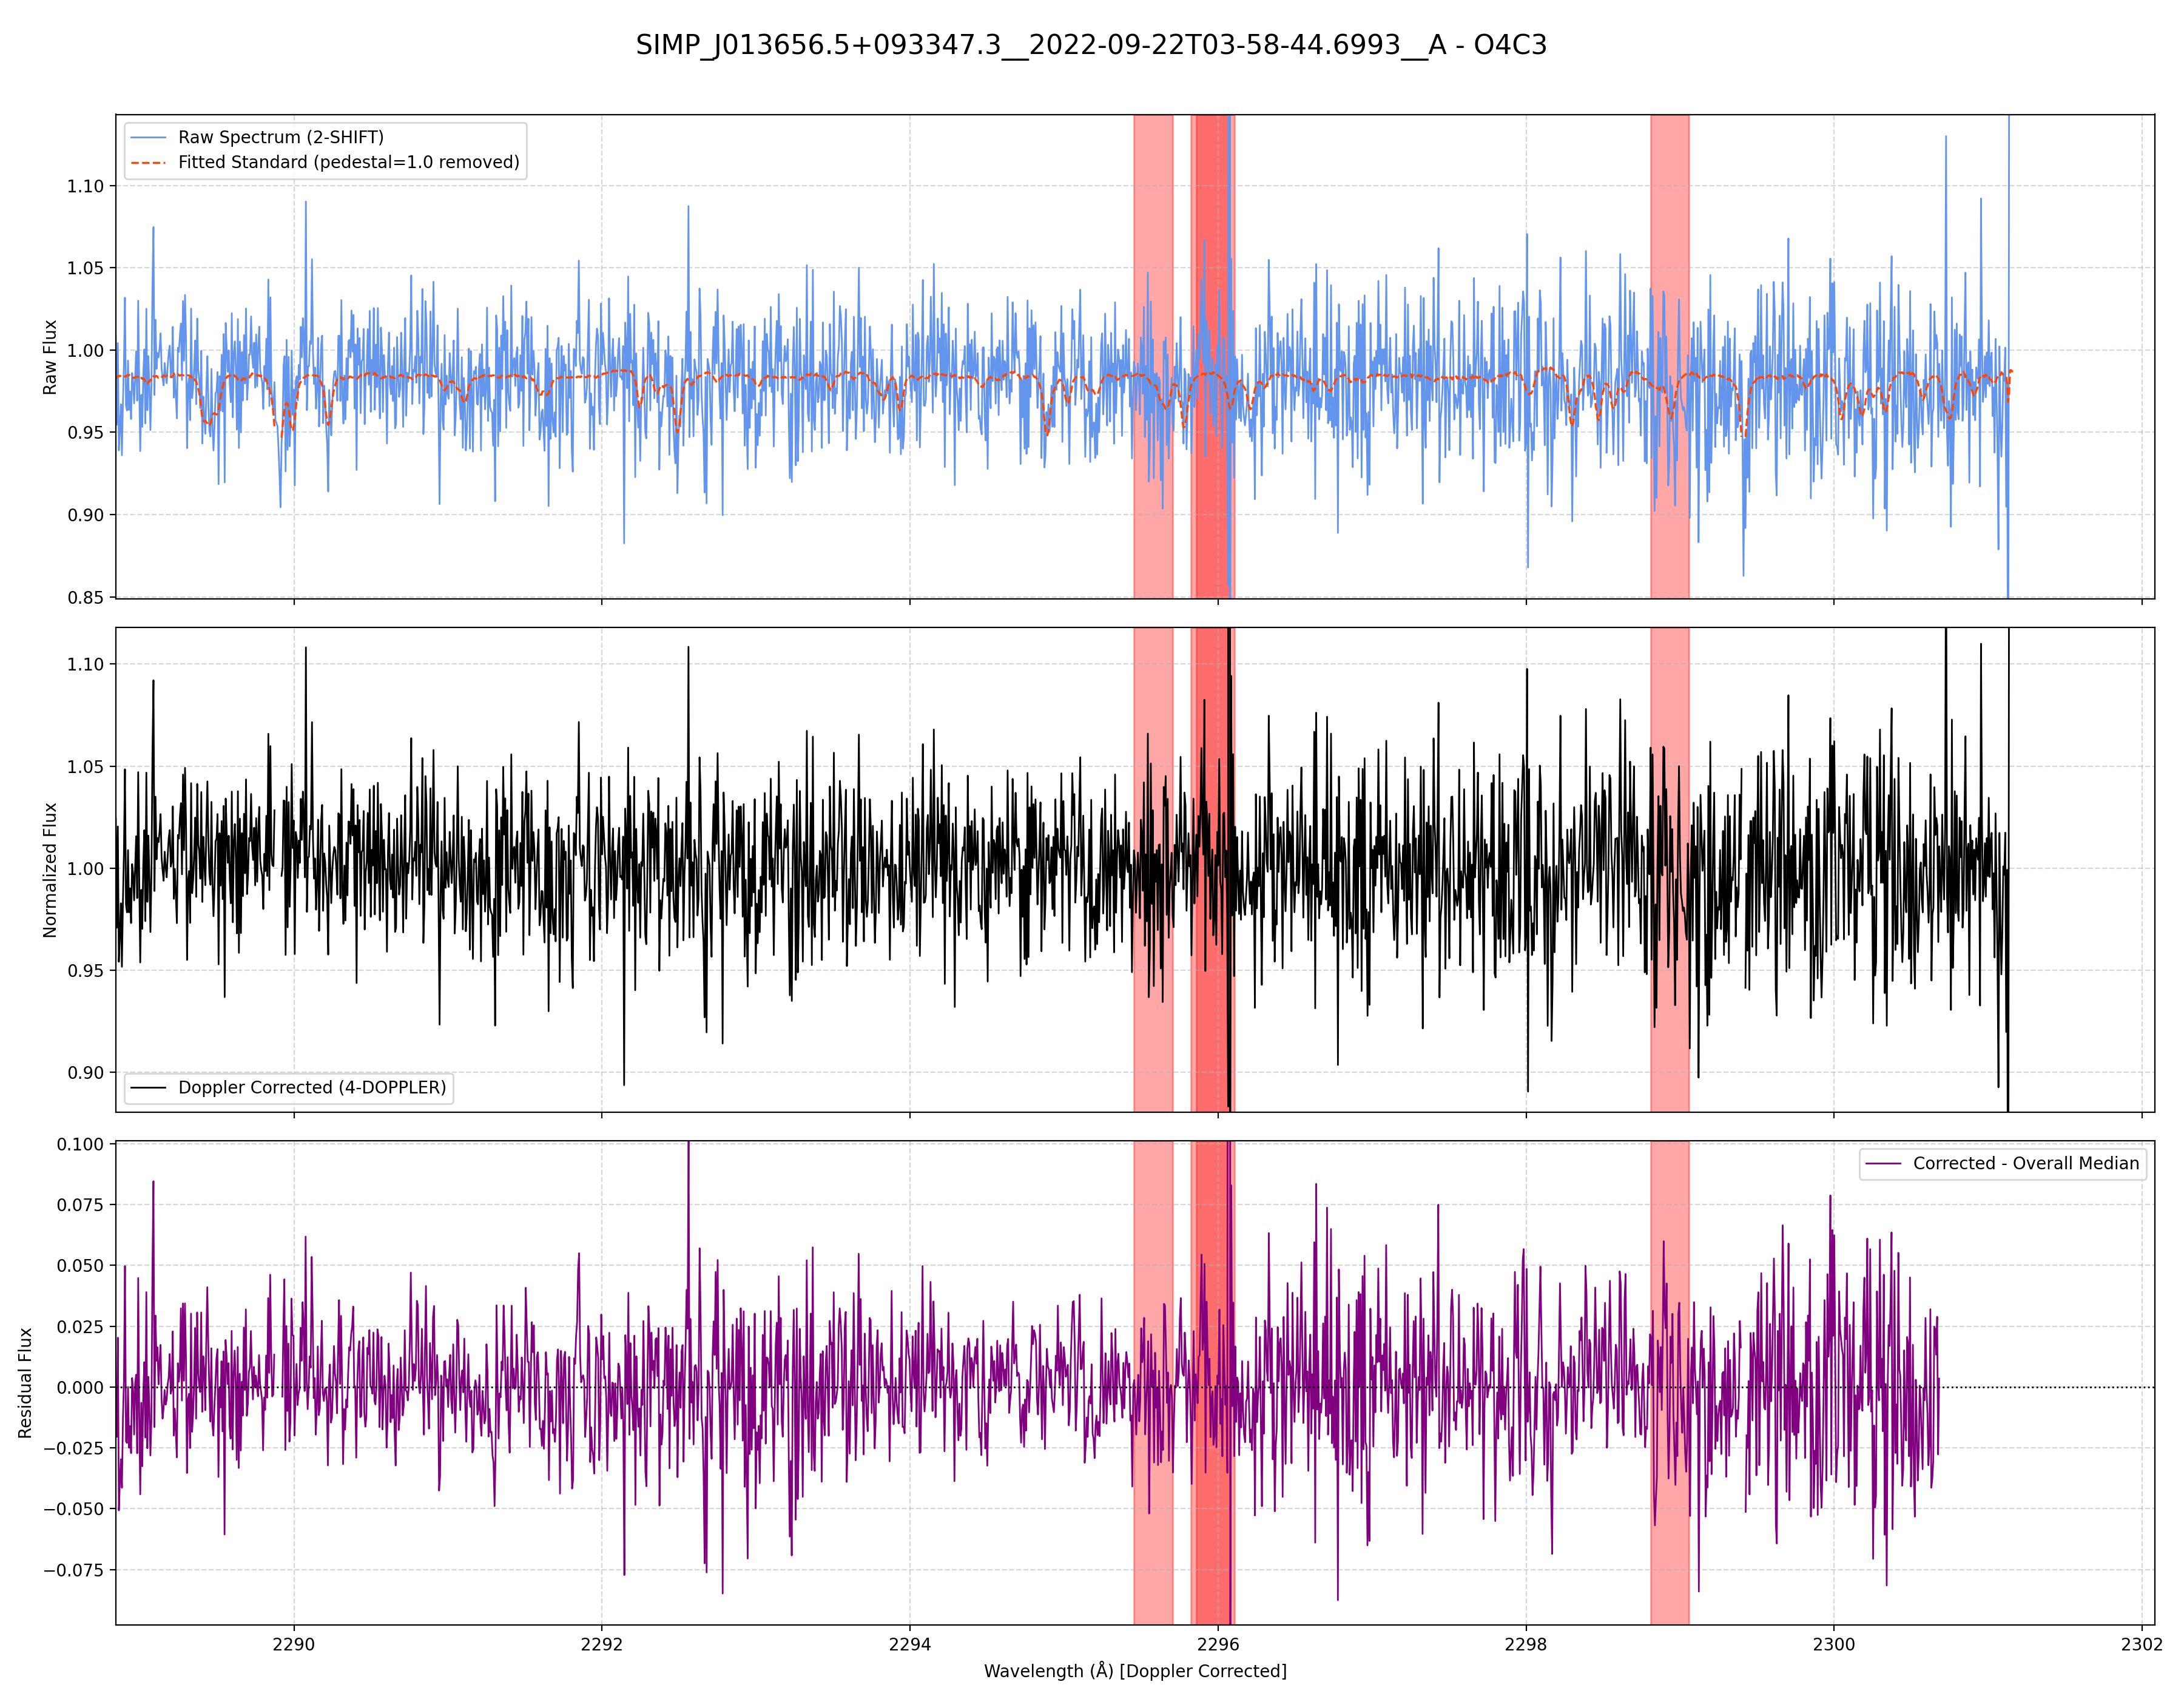 SIMP_J013656.5+093347.3__2022-09-22T03-58-44.6993__A - O4C3
Raw Spectrum (2-SHIFT)
Fitted Standard (pedestal=1.0 removed)
Raw Flux
1.10
1.05
1.00
0.95
0.90
0.85
Normalized Flux
1.10
1.05
1.00
0.95
0.90
Doppler Corrected (4-DOPPLER)
Residual Flux
0.100
0.075
0.050
0.025
0.000
−0.025
−0.050
−0.075
Corrected - Overall Median
2290
2292
2294
2296
2298
2300
2302
Wavelength (Å) [Doppler Corrected]